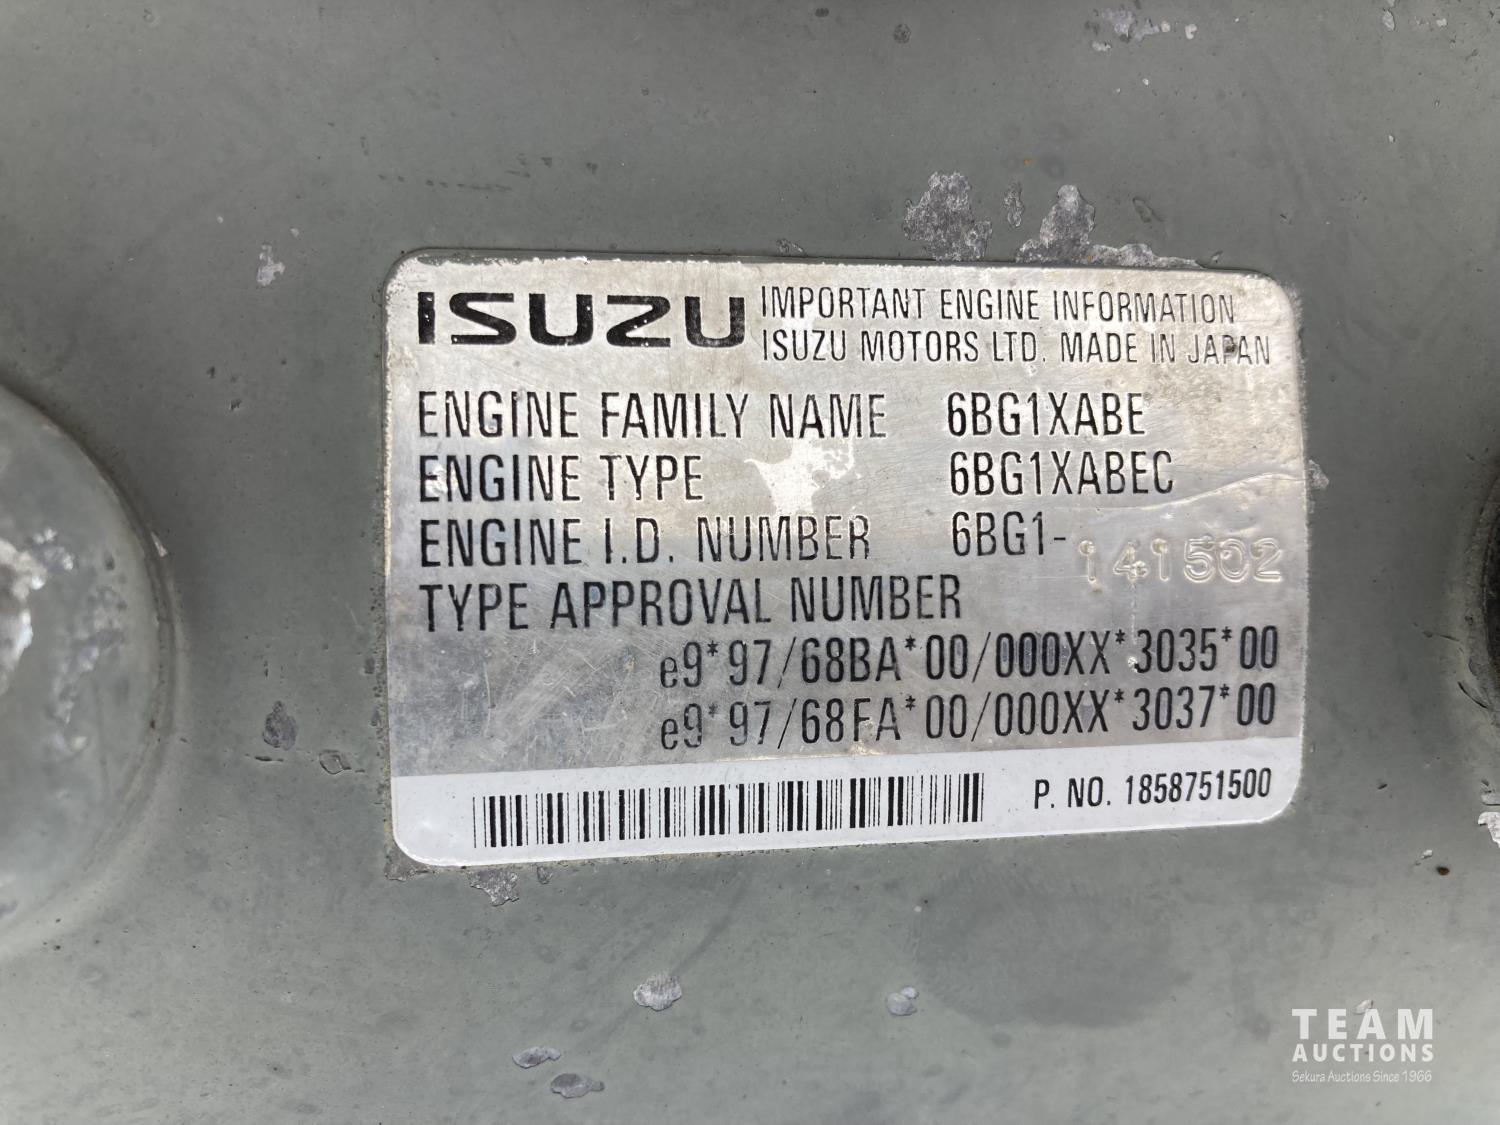 ISUZU IMPORTANT ENGINE INFORMATION
ISUZU MOTORS LTD. MADE IN JAPAN
ENGINE FAMILY NAME 6BG1XABE
ENGINE TYPE 6BG1XABEC
ENGINE I.D. NUMBER 6BG1-141502
TYPE APPROVAL NUMBER
e9*97/68BA*00/000XX*3035*00
e9*97/68FA*00/000XX*3037*00
P. NO. 1858751500
TEAM
AUCTIONS
Sekura Auctions Since 1966